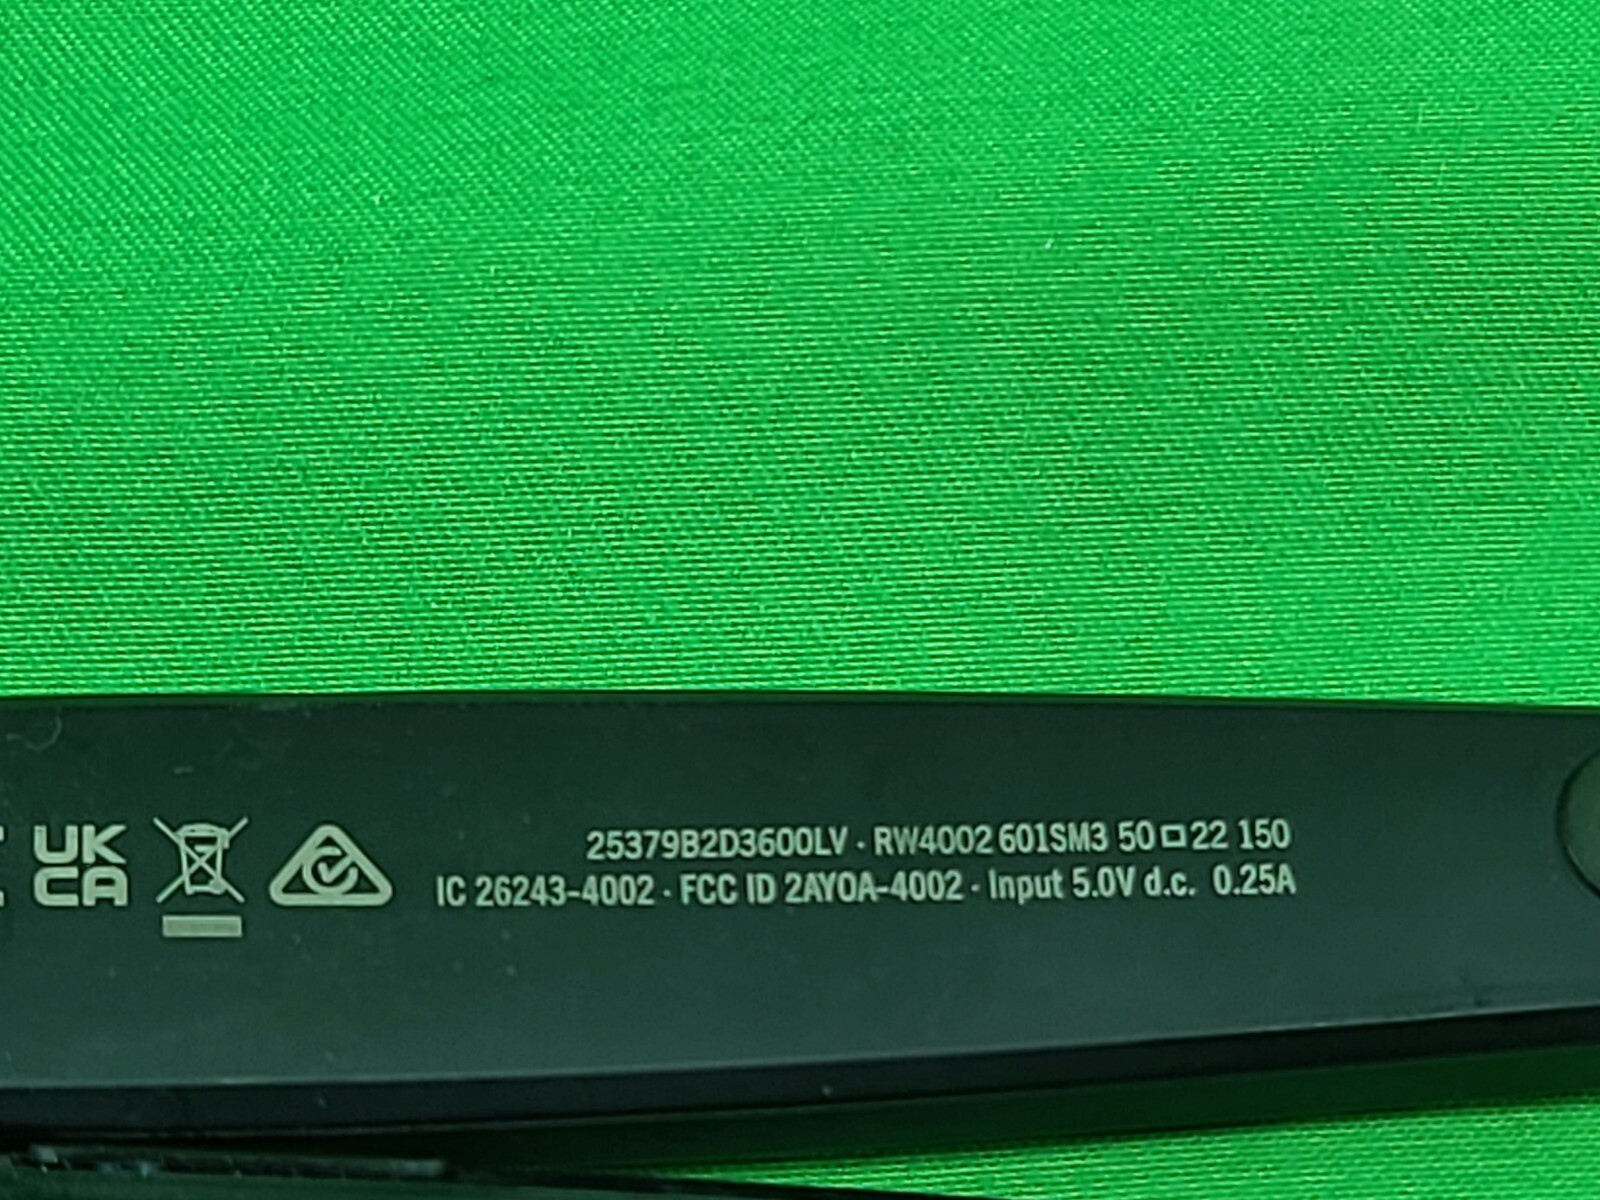 UK
CA
25379B2D3600LV · RW4002 601SM3 50□22 150
IC 26243-4002 · FCC ID 2AYOA-4002 · Input 5.0V d.c. 0.25A